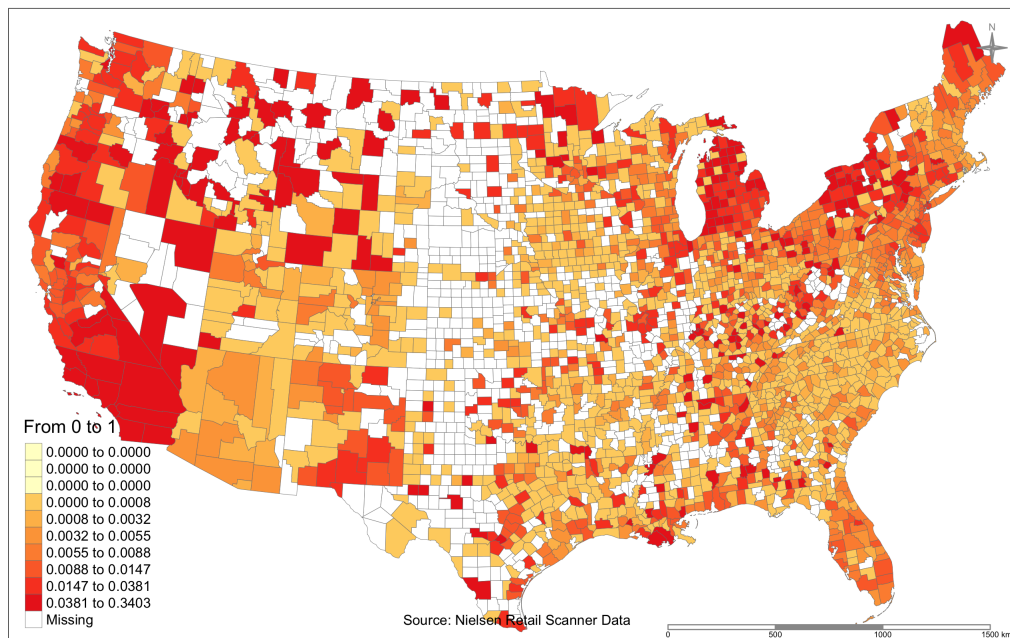 N
From 0 to 1
0.0000 to 0.0000
0.0000 to 0.0000
0.0000 to 0.0000
0.0000 to 0.0008
0.0008 to 0.0032
0.0032 to 0.0055
0.0055 to 0.0088
0.0088 to 0.0147
0.0147 to 0.0381
0.0381 to 0.3403
Missing
Source: Nielsen Retail Scanner Data
0 500 1000 1500 km